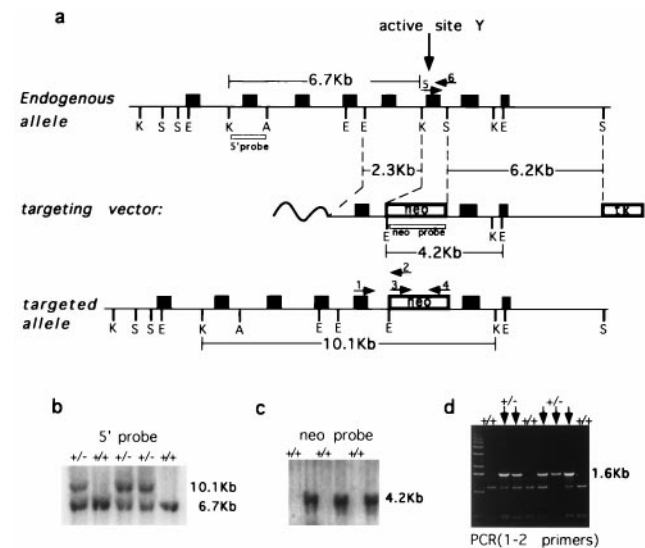 a
active site Y
6.7Kb
5 6
Endogenous
allele
K S S E K A E E K S K E S
5'probe
2.3Kb 6.2Kb
targeting vector:
neo
tk
E neo probe K E
4.2Kb
2
1 3 4
targeted
allele
neo
K S S E K A E E E K E S
10.1Kb
b
5' probe
+/- +/+ +/- +/- +/+
10.1Kb
6.7Kb
c
neo probe
+/+ +/+ +/+
4.2Kb
d
+/- +/-
+/+ +/+ +/+
1.6Kb
PCR(1-2 primers)